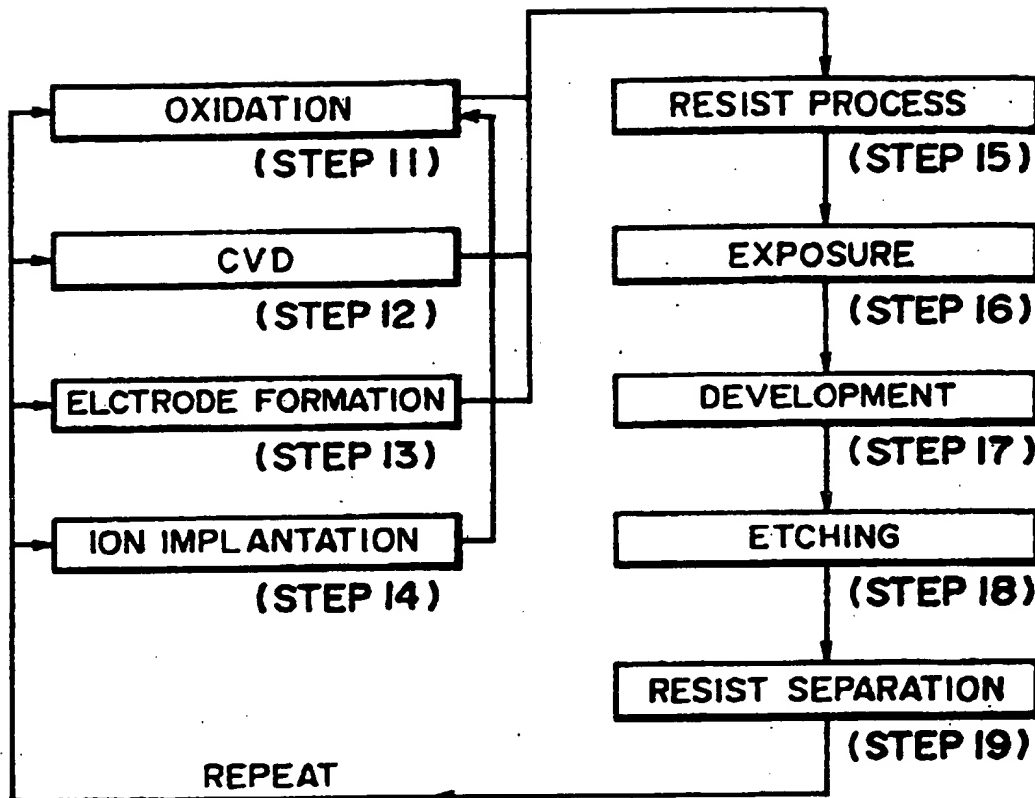 OXIDATION
(STEP 11)
CVD
(STEP 12)
ELCTRODE FORMATION
(STEP 13)
ION IMPLANTATION
(STEP 14)
RESIST PROCESS
(STEP 15)
EXPOSURE
(STEP 16)
DEVELOPMENT
(STEP 17)
ETCHING
(STEP 18)
RESIST SEPARATION
(STEP 19)
REPEAT